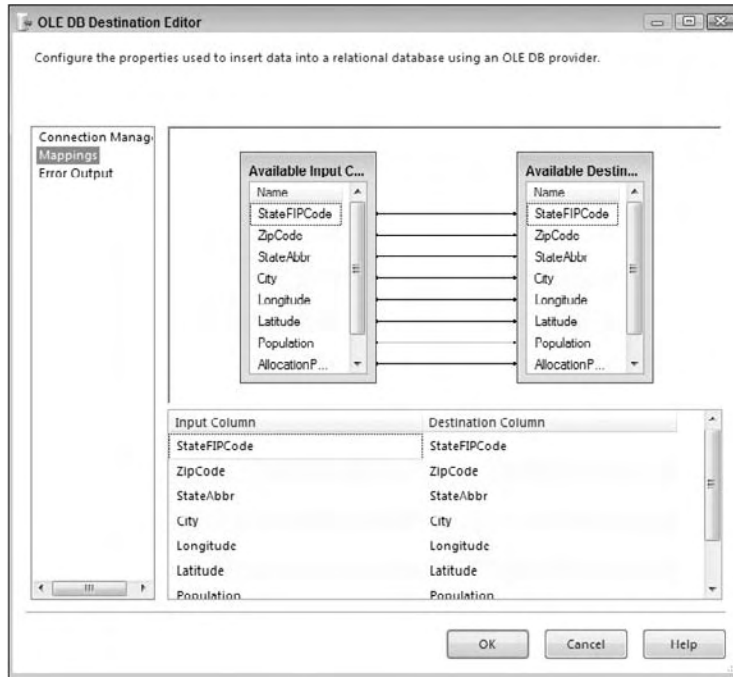 OLE DB Destination Editor
Configure the properties used to insert data into a relational database using an OLE DB provider.
Connection Manag
Mappings
Error Output
Available Input C...
Name
StateFIPCode
ZipCode
StateAbbr
City
Longitude
Latitude
Population
AllocationP...
Available Destin...
Name
StateFIPCode
ZipCode
StateAbbr
City
Longitude
Latitude
Population
AllocationP...
Input Column Destination Column
StateFIPCode StateFIPCode
ZipCode ZipCode
StateAbbr StateAbbr
City City
Longitude Longitude
Latitude Latitude
Population Population
OK Cancel Help